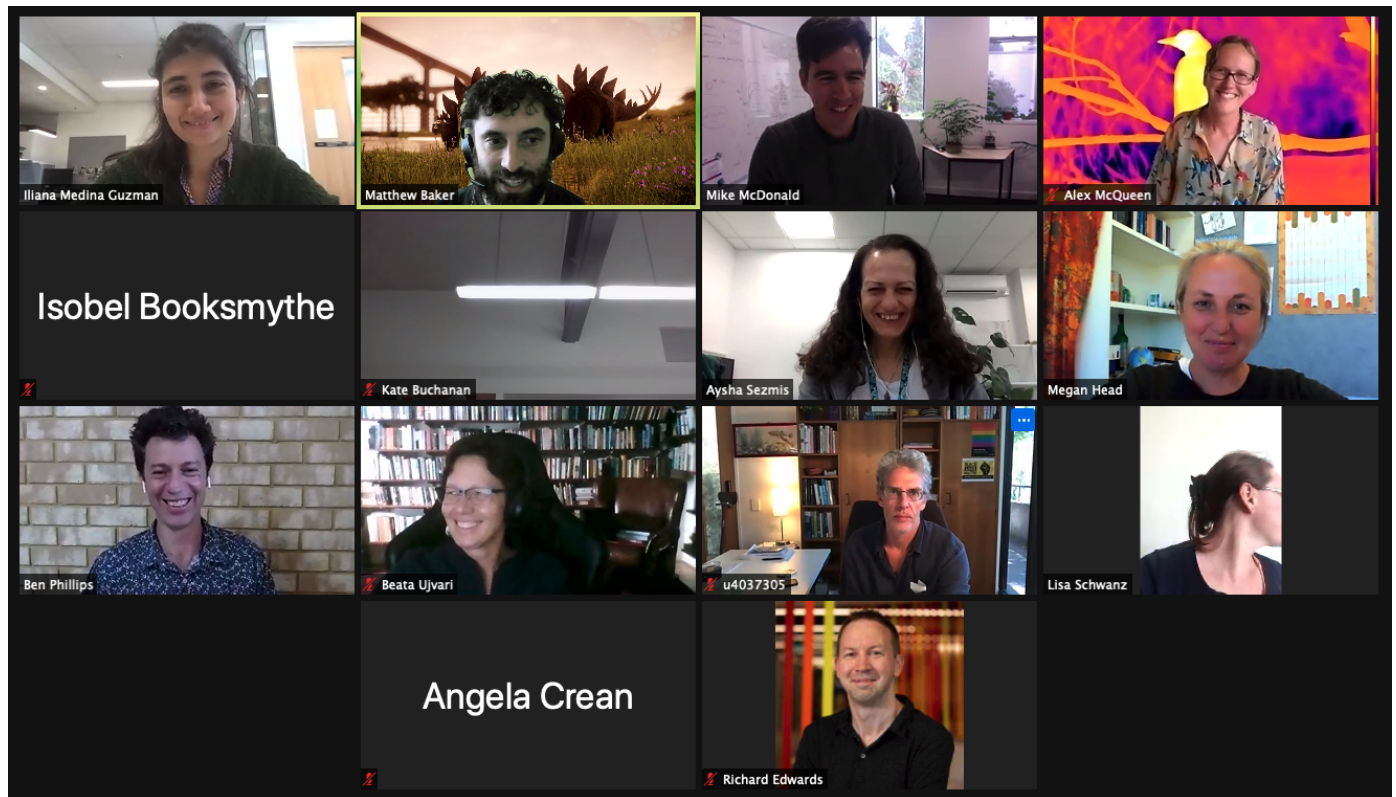 Iliana Medina Guzman
Matthew Baker
Mike McDonald
Alex McQueen
Isobel Booksmythe
Kate Buchanan
Aysha Sezmis
Megan Head
Ben Phillips
Beata Ujvari
u4037305
Lisa Schwanz
Angela Crean
Richard Edwards